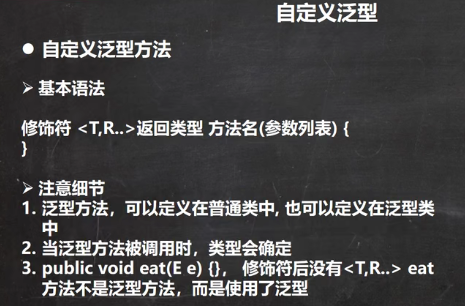 自定义泛型
● 自定义泛型方法
➢ 基本语法
修饰符 <T,R..>返回类型 方法名(参数列表) {
}
➢ 注意细节
1. 泛型方法，可以定义在普通类中, 也可以定义在泛型类
中
2. 当泛型方法被调用时，类型会确定
3. public void eat(E e) {}， 修饰符后没有<T,R..> eat
方法不是泛型方法，而是使用了泛型